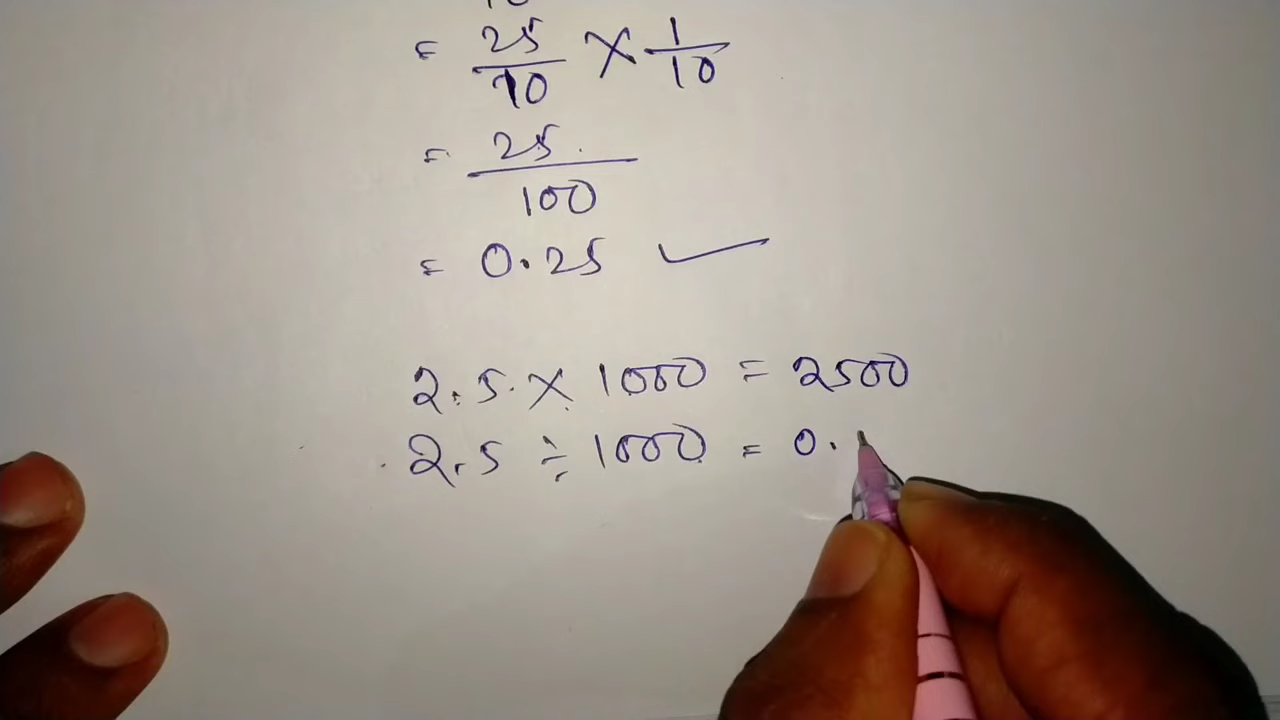 = 25/10 × 1/10
= 25/100
= 0.25 ✓
2.5 × 1000 = 2500
2.5 ÷ 1000 = 0.